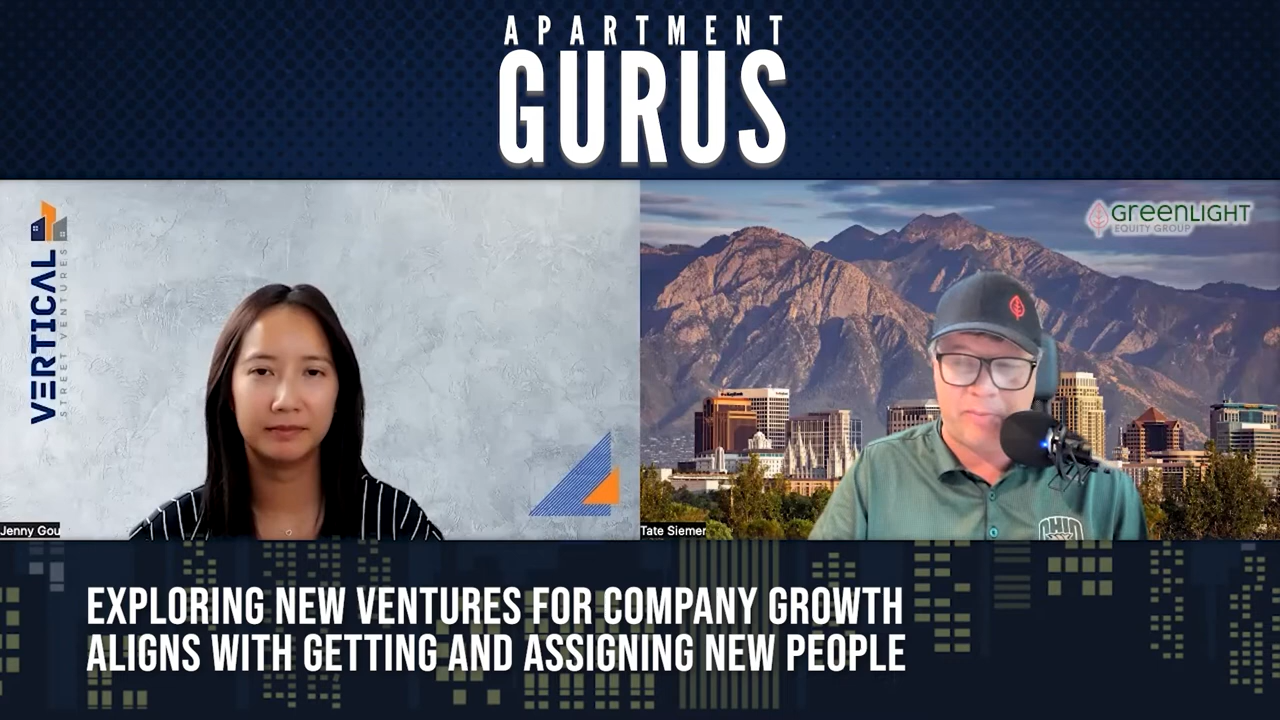 APARTMENT
GURUS
VERTICAL
STREET VENTURES
GREENLIGHT
EQUITY GROUP
Jenny Gou
Tate Siemer
EXPLORING NEW VENTURES FOR COMPANY GROWTH
ALIGNS WITH GETTING AND ASSIGNING NEW PEOPLE